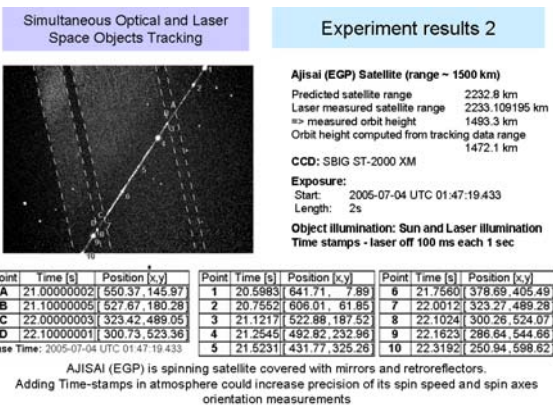 Simultaneous Optical and Laser
Space Objects Tracking
Experiment results 2
Ajisai (EGP) Satellite (range ~ 1500 km)
Predicted satellite range 2232.8 km
Laser measured satellite range 2233.109195 km
=> measured orbit height 1493.3 km
Orbit height computed from tracking data range
1472.1 km
CCD: SBIG ST-2000 XM
Exposure:
Start: 2005-07-04 UTC 01:47:19.433
Length: 2s
Object illumination: Sun and Laser illumination
Time stamps - laser off 100 ms each 1 sec
1
2
A
5
6
10
Point Time [s] Position [x,y]
A 21.00000002 [ 550.37, 145.97]
B 21.10000005 [ 527.67, 180.28]
C 22.00000003 [ 323.42, 489.05]
D 22.10000001 [ 300.73, 523.36]
ase Time: 2005-07-04 UTC 01:47:19.433
Point Time [s] Position [x,y]
1 20.5983 [ 641.71, 7.89]
2 20.7552 [ 606.01, 61.85]
3 21.1217 [ 522.88, 187.52]
4 21.2545 [ 492.82, 232.96]
5 21.5231 [ 431.77, 325.26]
Point Time [s] Position [x,y]
6 21.7560 [ 378.69, 405.49]
7 22.0012 [ 323.27, 489.28]
8 22.1024 [ 300.26, 524.07]
9 22.1623 [ 286.64, 544.66]
10 22.3192 [ 250.94, 598.62]
AJISAI (EGP) is spinning satellite covered with mirrors and retroreflectors.
Adding Time-stamps in atmosphere could increase precision of its spin speed and spin axes
orientation measurements